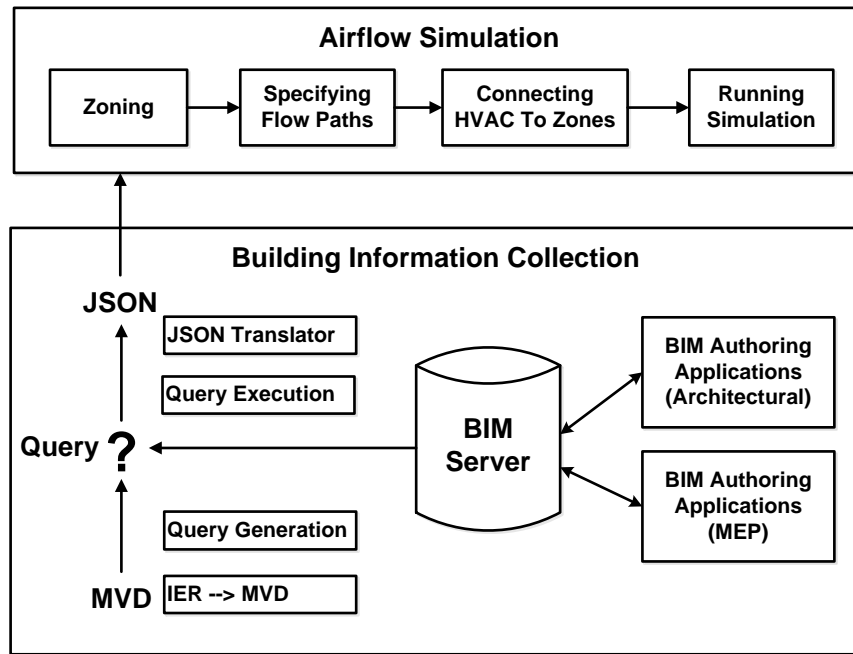 Airflow Simulation
Zoning
Specifying
Flow Paths
Connecting
HVAC To Zones
Running
Simulation
Building Information Collection
JSON
JSON Translator
Query Execution
Query ?
Query Generation
MVD
IER --> MVD
BIM
Server
BIM Authoring
Applications
(Architectural)
BIM Authoring
Applications
(MEP)